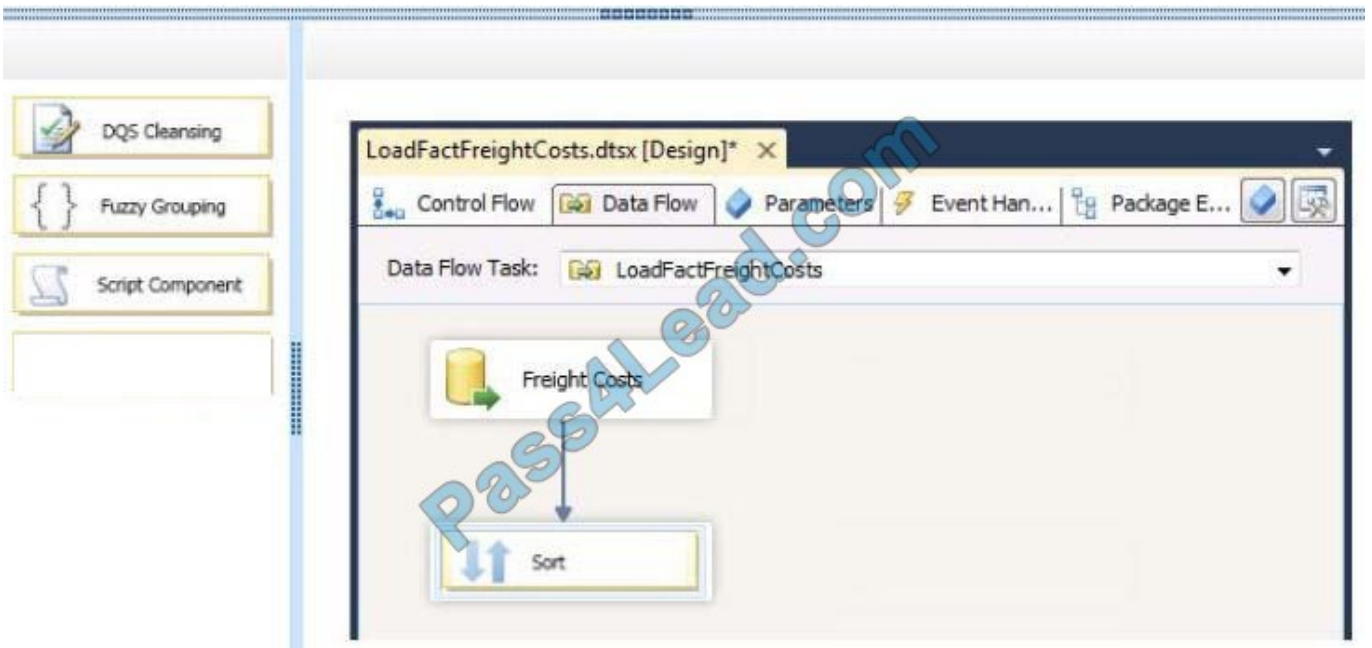 DQS Cleansing
{ } Fuzzy Grouping
Script Component
LoadFactFreightCosts.dtsx [Design]* ×
Control Flow Data Flow Parameters Event Han... Package E...
Data Flow Task: LoadFactFreightCosts
Freight Costs
Sort
Pass4Lead.com